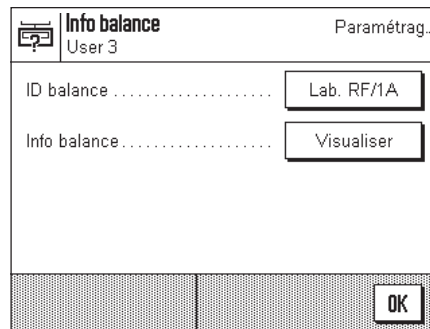 Info balance Paramétrag..
User 3
ID balance .................... Lab. RF/1A
Info balance................... Visualiser
OK